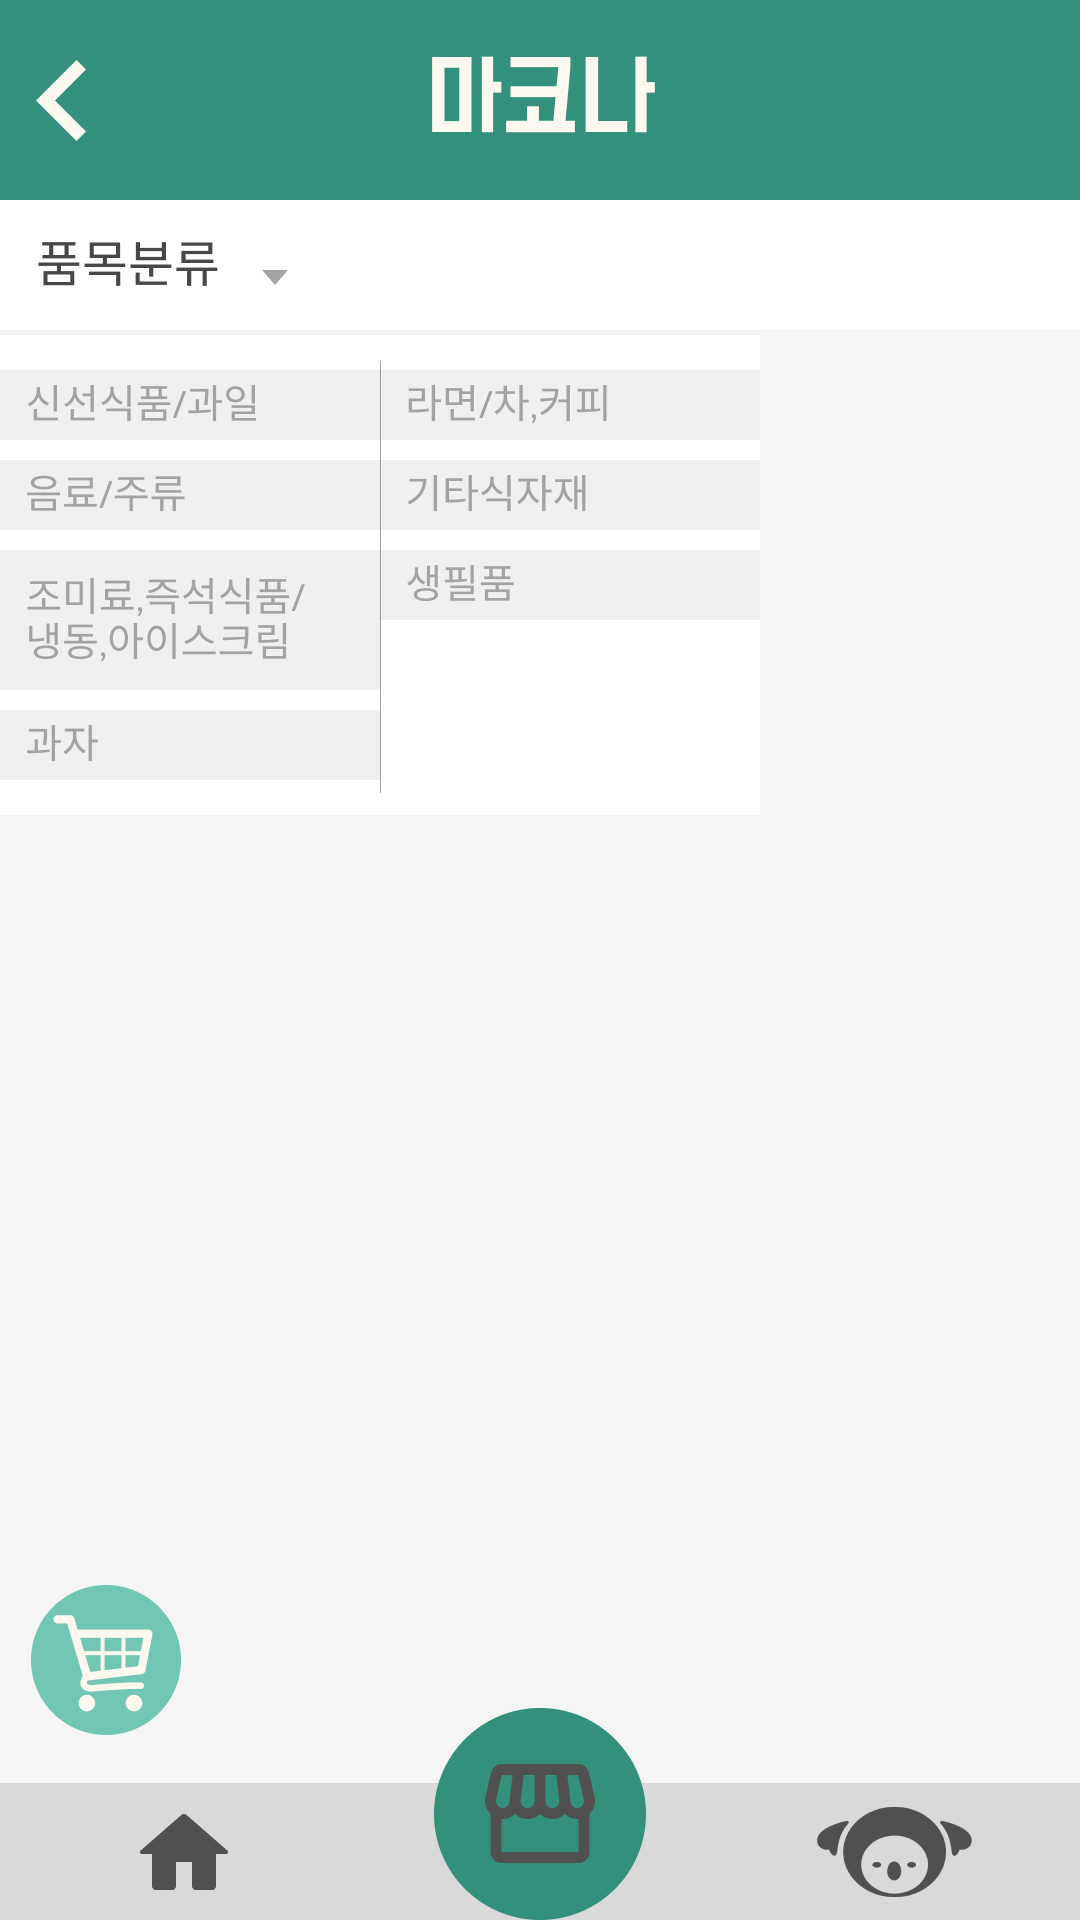 마코나
품목분류
신선식품/과일
라면/차,커피
음료/주류
기타식자재
조미료,즉석식품/
냉동,아이스크림
생필품
과자